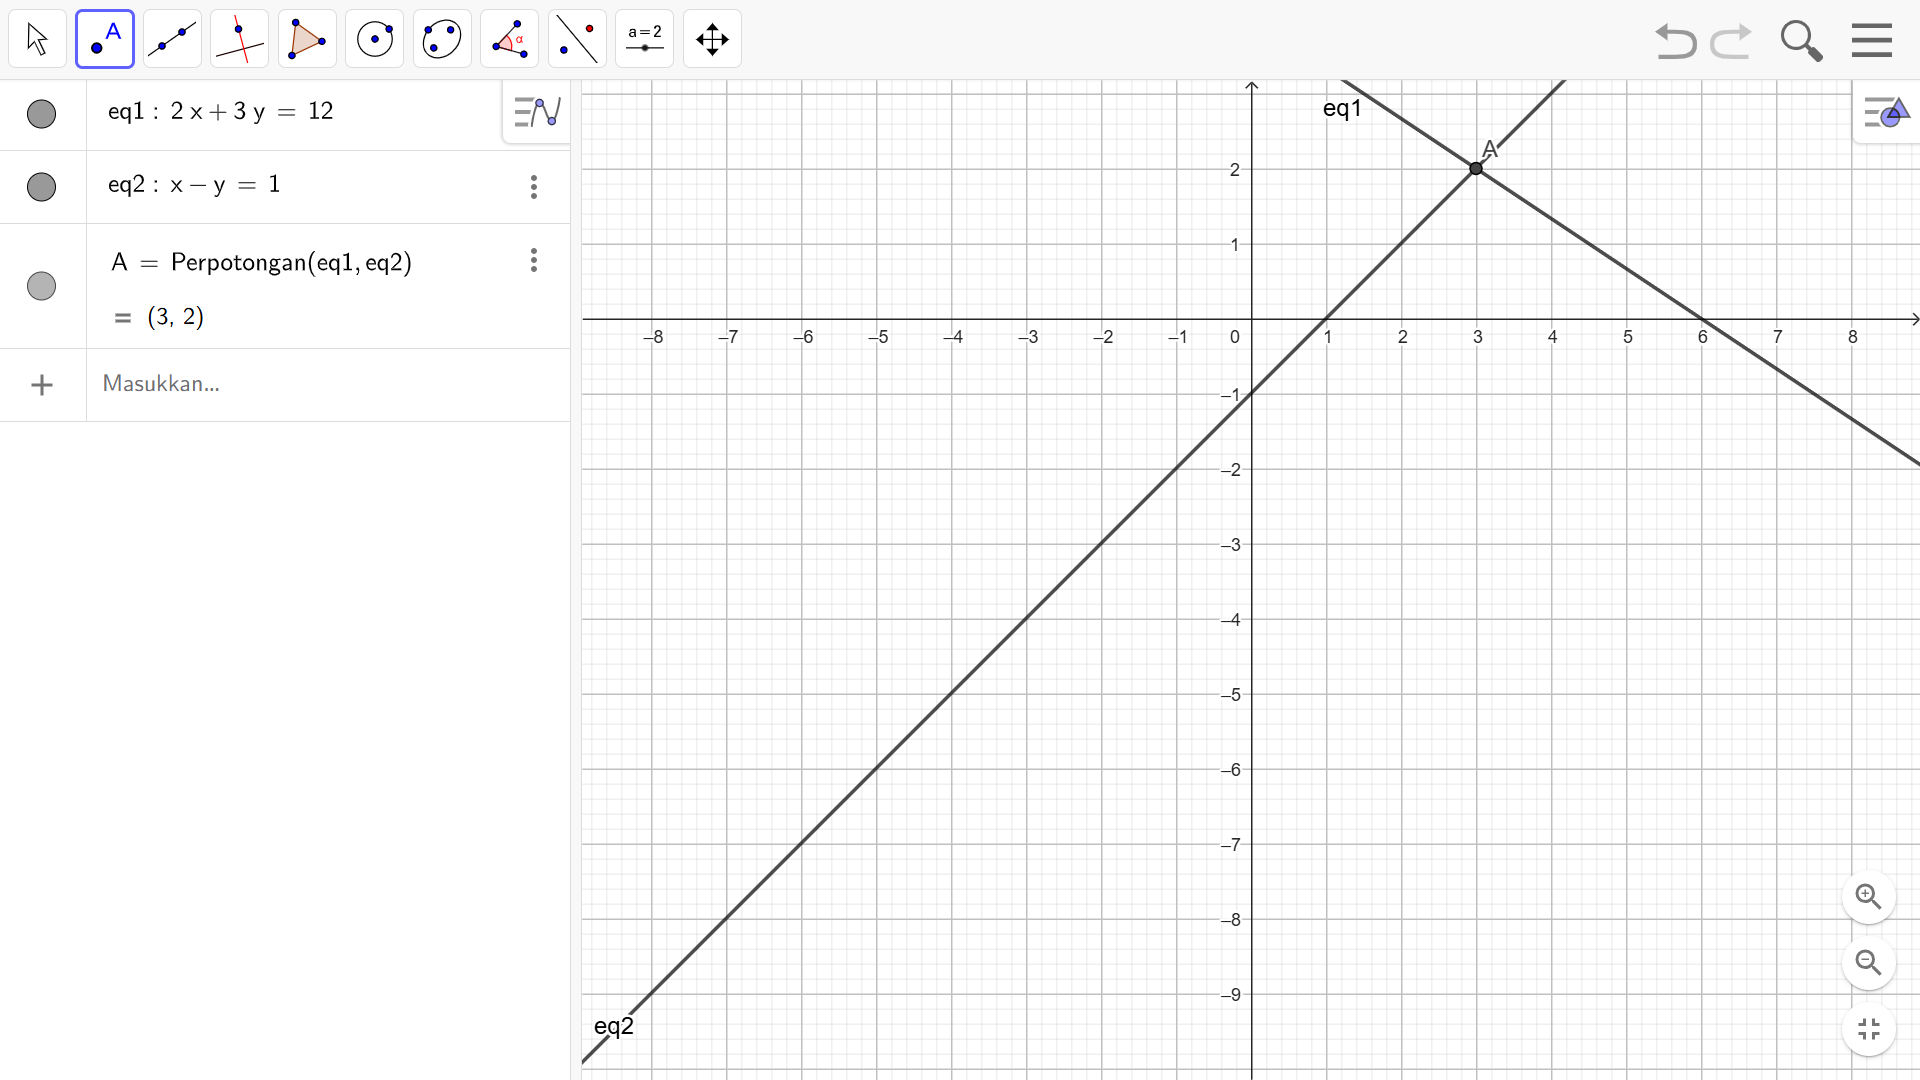 A
α
a=2
eq1 : 2 x + 3 y = 12
eq2 : x – y = 1
A = Perpotongan(eq1, eq2)
= (3, 2)
+ Masukkan...
eq1
A
2
1
–8 –7 –6 –5 –4 –3 –2 –1 0 1 2 3 4 5 6 7 8
–1
–2
–3
–4
–5
–6
–7
–8
–9
eq2